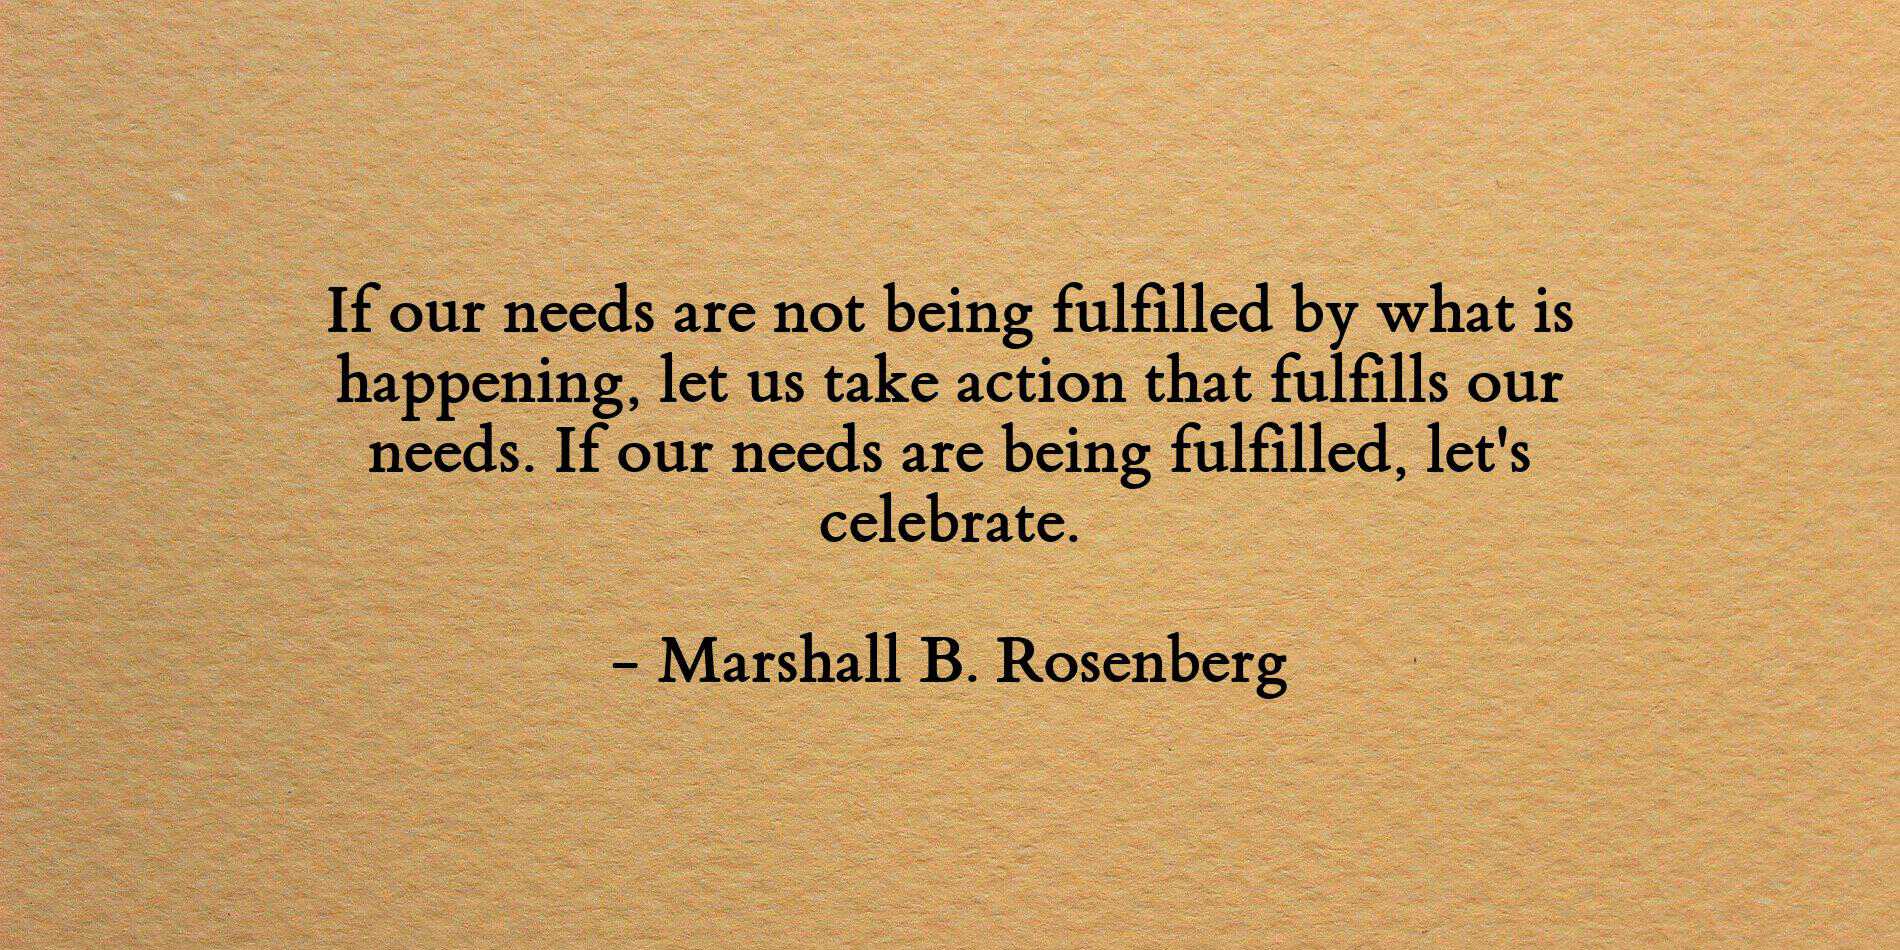 If our needs are not being fulfilled by what is
happening, let us take action that fulfills our
needs. If our needs are being fulfilled, let's
celebrate.
- Marshall B. Rosenberg